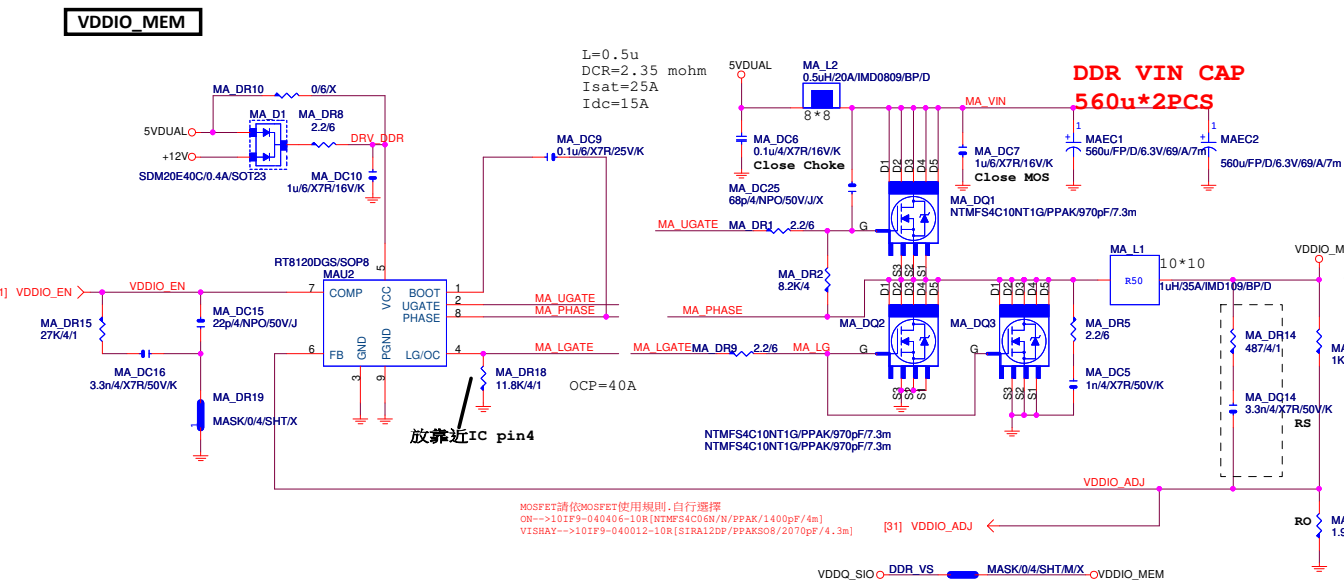 VDDIO_MEM
L=0.5u
DCR=2.35 mohm
Isat=25A
Idc=15A
5VDUAL
MA_L2
0.5uH/20A/IMD0809/BP/D
8*8
MA_VIN
DDR VIN CAP
560u*2PCS
MA_DR10
0/6/X
MA_D1
MA_DR8
2.2/6
5VDUAL
+12V
DRV_DDR
SDM20E40C/0.4A/SOT23
MA_DC10
1u/6/X7R/16V/K
MA_DC9
0.1u/6/X7R/25V/K
MA_DC6
0.1u/4/X7R/16V/K
Close Choke
MA_DC25
68p/4/NPO/50V/J/X
D1
D2
D3
D4
D5
MA_DC7
1u/6/X7R/16V/K
Close MOS
1
+
MAEC1
560u/FP/D/6.3V/69/A/7m
1
+
MAEC2
560u/FP/D/6.3V/69/A/7m
MA_DQ1
NTMFS4C10NT1G/PPAK/970pF/7.3m
MA_UGATE
MA_DR1
2.2/6
G
S3
S2
S1
MA_DR2
8.2K/4
MA_L1
10*10
R50
1uH/35A/IMD109/BP/D
RT8120DGS/SOP8
MAU2
VDDIO_EN
VDDIO_EN
7
COMP
5
VCC
BOOT
1
UGATE
2
PHASE
8
MA_UGATE
MA_PHASE
MA_PHASE
6
FB
GND
PGND
LG/OC
4
3
9
MA_DR15
27K/4/1
MA_DC15
22p/4/NPO/50V/J
MA_DC16
3.3n/4/X7R/50V/K
MA_DR19
MASK/0/4/SHT/X
1
MA_LGATE
MA_DR18
11.8K/4/1
OCP=40A
放靠近IC pin4
MA_LGATE
MA_DR9
2.2/6
MA_LG
D1
D2
D3
D4
D5
MA_DQ2
G
S3
S2
S1
D1
D2
D3
D4
D5
MA_DQ3
G
S3
S2
S1
NTMFS4C10NT1G/PPAK/970pF/7.3m
NTMFS4C10NT1G/PPAK/970pF/7.3m
MA_DR5
2.2/6
MA_DC5
1n/4/X7R/50V/K
MA_DR14
487/4/1
MA_DC14
3.3n/4/X7R/50V/K
RS
VDDIO_ADJ
MOSFET請依MOSFET使用規則.自行選擇
ON-->10IF9-040406-10R[NTMFS4C06N/N/PPAK/1400pF/4m]
VISHAY-->10IF9-040012-10R[SIRA12DP/PPAKSO8/2070pF/4.3m]
[31] VDDIO_ADJ
RO
VDDQ_SIO
DDR_VS
MASK/0/4/SHT/M/X
VDDIO_MEM